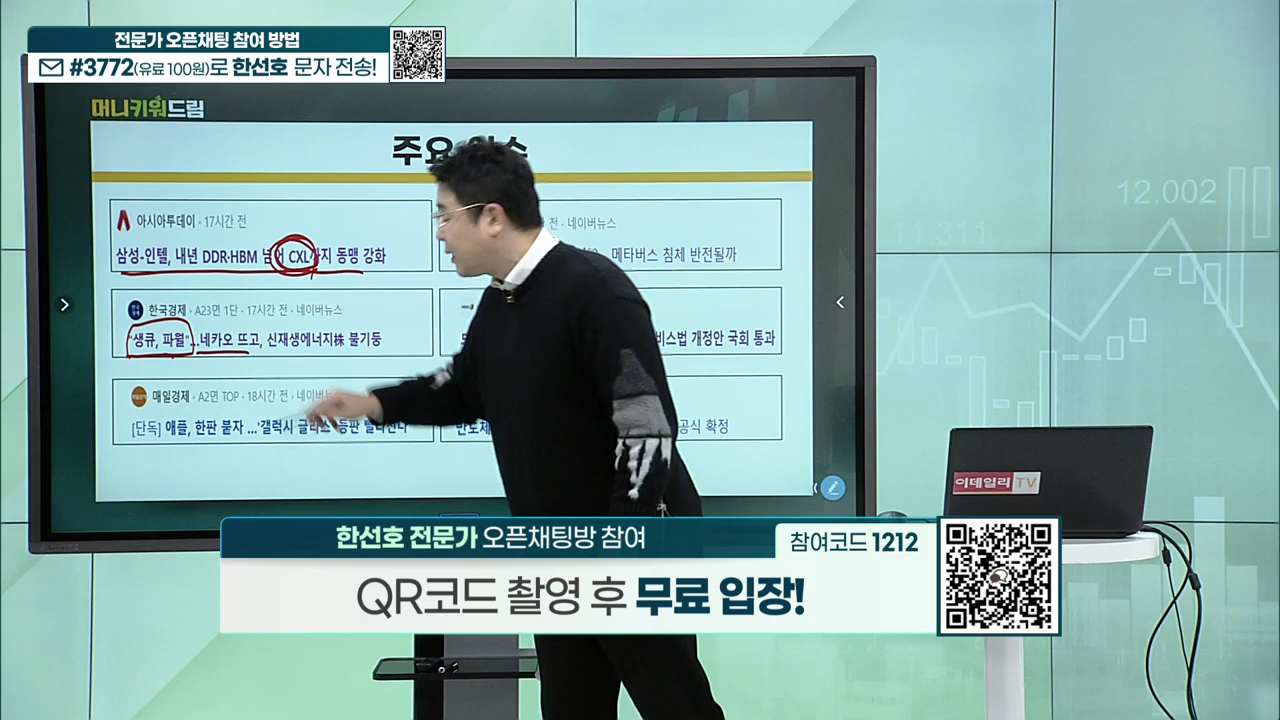 전문가 오픈채팅 참여 방법
#3772(유료 100원)로 한선호 문자 전송!
머니키워드림
주요
아시아투데이 · 17시간 전
삼성-인텔, 내년 DDR·HBM 넘어 CXL까지 동맹 강화
전 · 네이버뉴스
메타버스 침체 반전될까
한국경제 · A23면 1단 · 17시간 전 · 네이버뉴스
"생큐, 파월"…네카오 뜨고, 신재생에너지株 불기둥
비스법 개정안 국회 통과
매일경제 · A2면 TOP · 18시간 전 · 네이버
[단독] 애플, 한판 붙자 …'갤럭시 글라스' 등판 빨라진다
반도체
공식 확정
11.311
12.002
이데일리 TV
한선호 전문가 오픈채팅방 참여
참여코드 1212
QR코드 촬영 후 무료 입장!